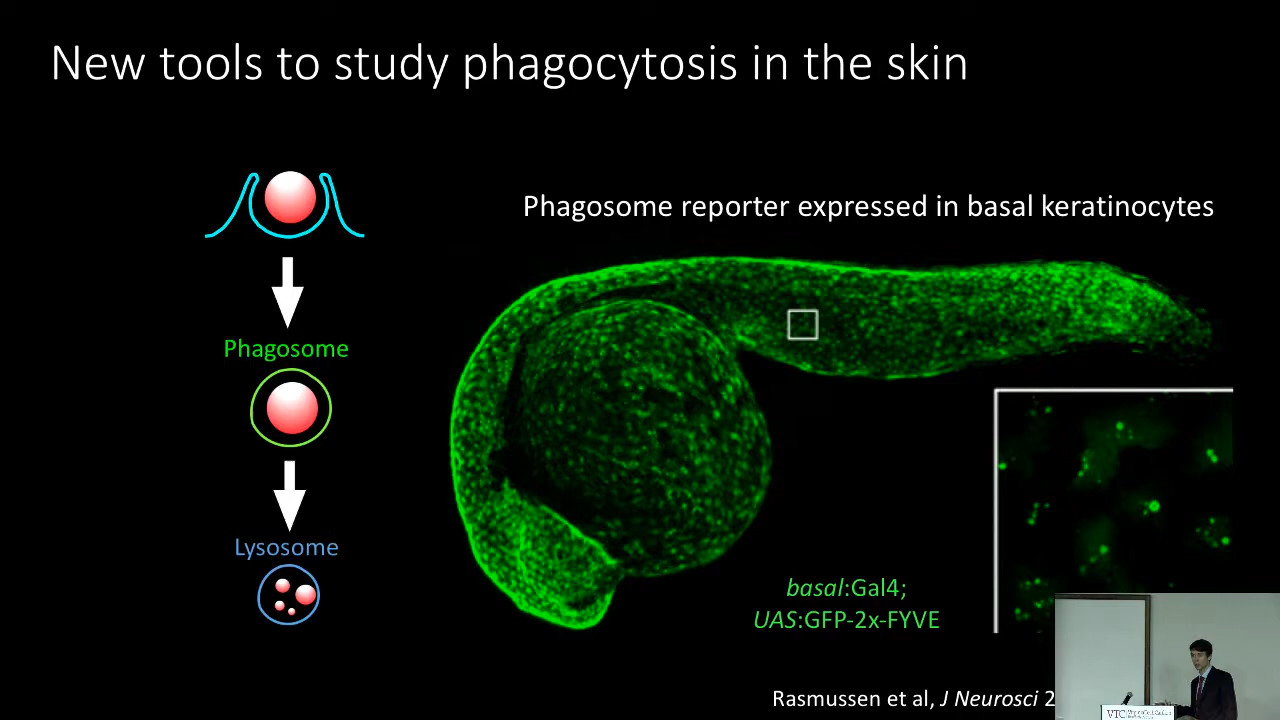 New tools to study phagocytosis in the skin
Phagosome reporter expressed in basal keratinocytes
Phagosome
Lysosome
basal:Gal4;
UAS:GFP-2x-FYVE
Rasmussen et al, J Neurosci 2
VTC